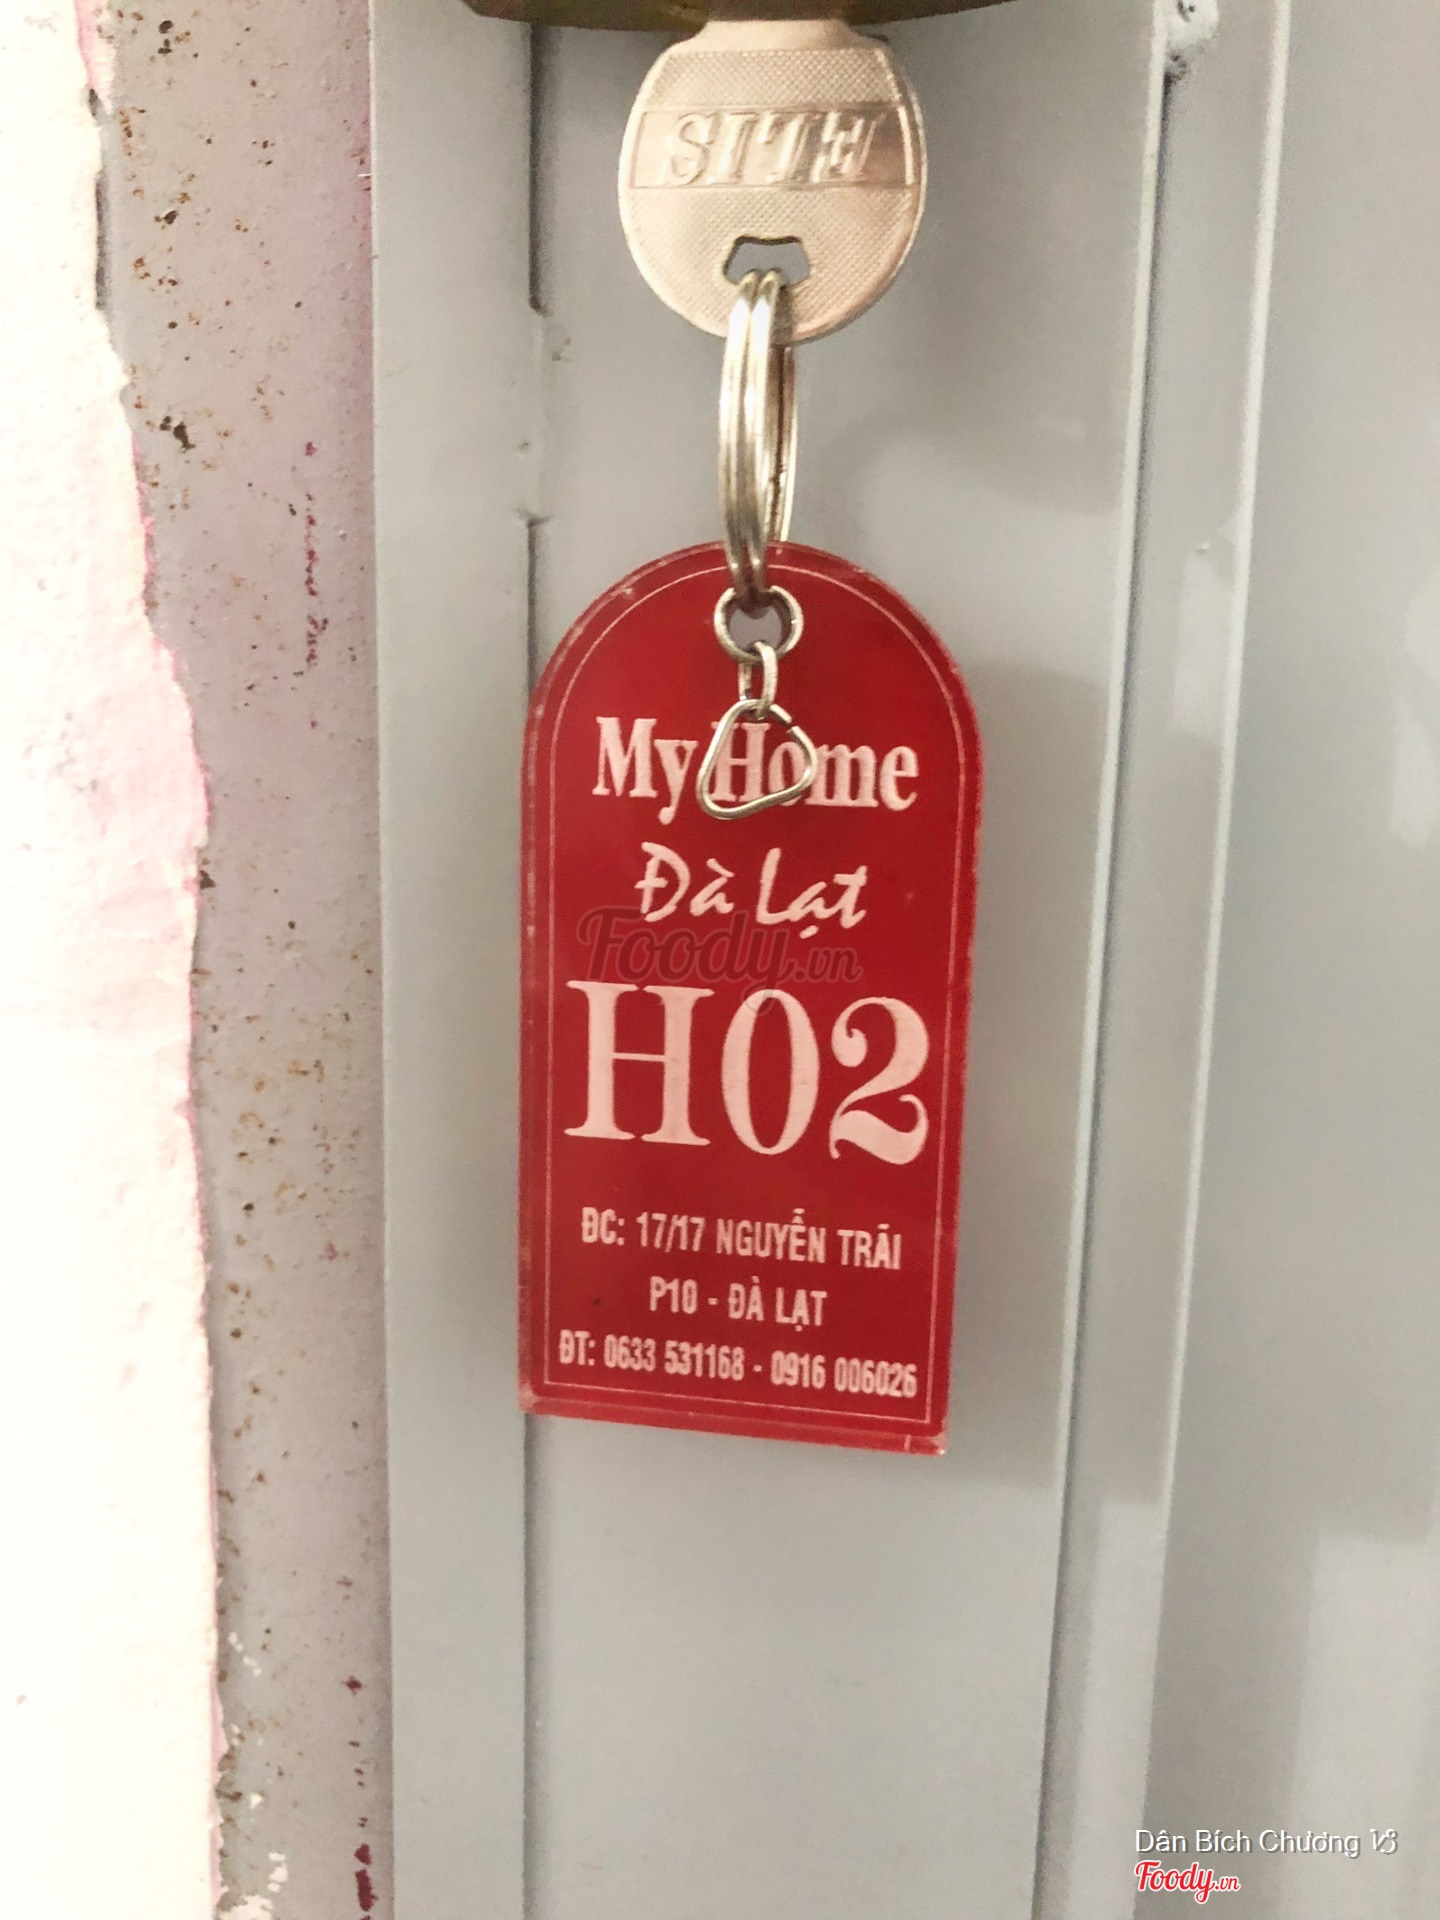 ELITE
My Home
Đà Lạt
Foody.vn
H02
ĐC: 17/17 NGUYỄN TRÃI
P10 - ĐÀ LẠT
ĐT: 0633 531168 - 0916 006026
Dân Bích Chương
Foody.vn